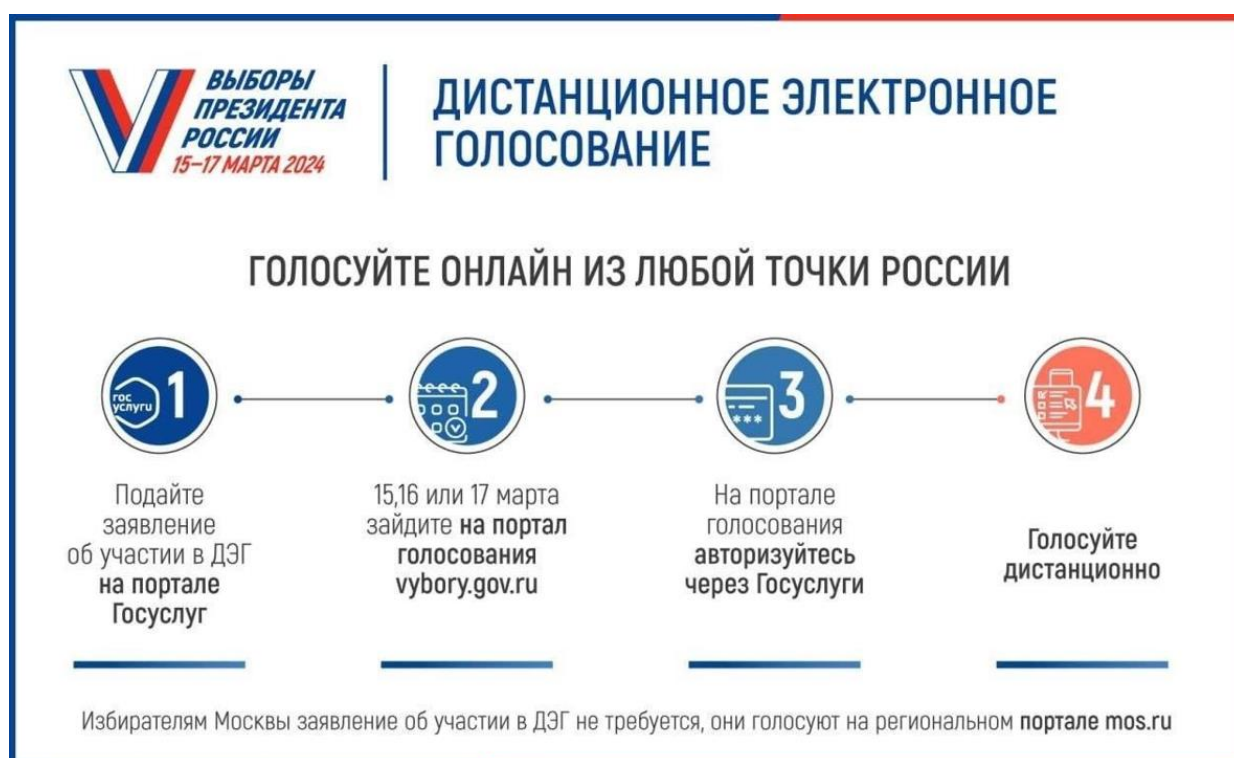 ВЫБОРЫ
ПРЕЗИДЕНТА
РОССИИ
15–17 МАРТА 2024
ДИСТАНЦИОННОЕ ЭЛЕКТРОННОЕ
ГОЛОСОВАНИЕ
ГОЛОСУЙТЕ ОНЛАЙН ИЗ ЛЮБОЙ ТОЧКИ РОССИИ
гос
услуги
1
Подайте
заявление
об участии в ДЭГ
на портале
Госуслуг
2
15,16 или 17 марта
зайдите на портал
голосования
vybory.gov.ru
***
3
На портале
голосования
авторизуйтесь
через Госуслуги
4
Голосуйте
дистанционно
Избирателям Москвы заявление об участии в ДЭГ не требуется, они голосуют на региональном портале mos.ru